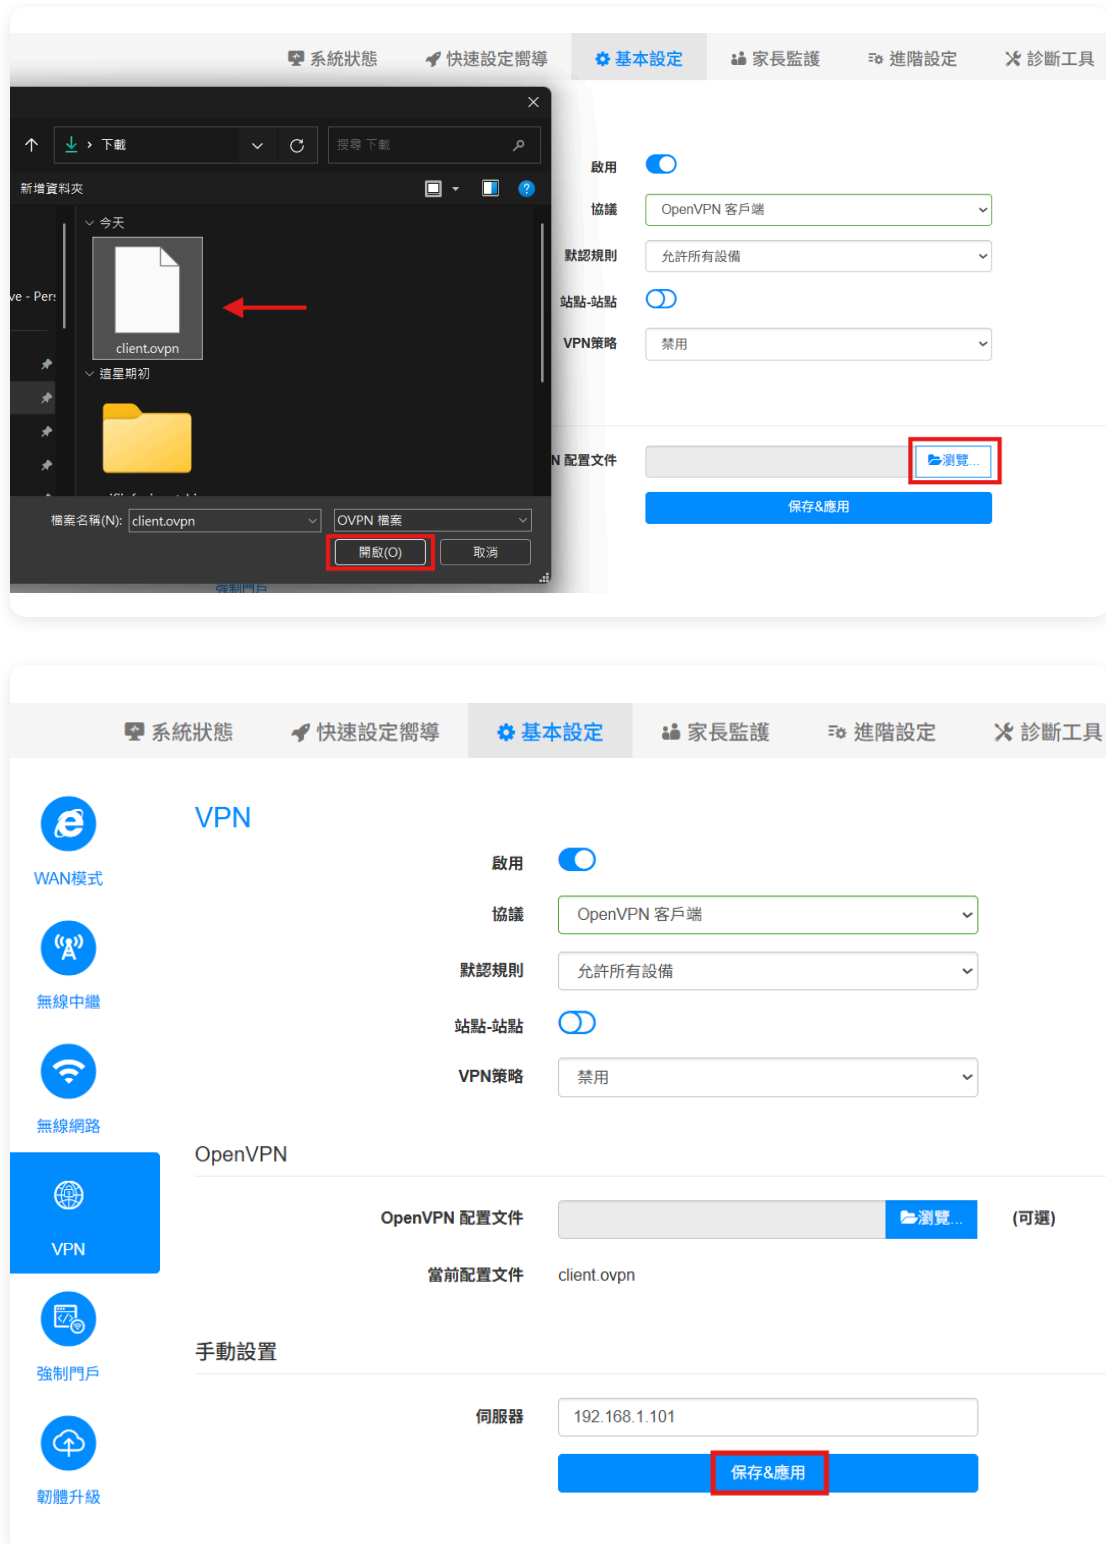 系統狀態 快速設定嚮導 基本設定 家長監護 進階設定 診斷工具
下載 搜尋 下載
新增資料夾
今天
client.ovpn
ve - Pers
這星期初
檔案名稱(N): client.ovpn OVPN 檔案
開啟(O) 取消
強制門戶
啟用
協議 OpenVPN 客戶端
默認規則 允許所有設備
站點-站點
VPN策略 禁用
N 配置文件 瀏覽...
保存&應用
系統狀態 快速設定嚮導 基本設定 家長監護 進階設定 診斷工具
WAN模式
無線中繼
無線網路
VPN
強制門戶
韌體升級
VPN
啟用
協議 OpenVPN 客戶端
默認規則 允許所有設備
站點-站點
VPN策略 禁用
OpenVPN
OpenVPN 配置文件 瀏覽... (可選)
當前配置文件 client.ovpn
手動設置
伺服器 192.168.1.101
保存&應用